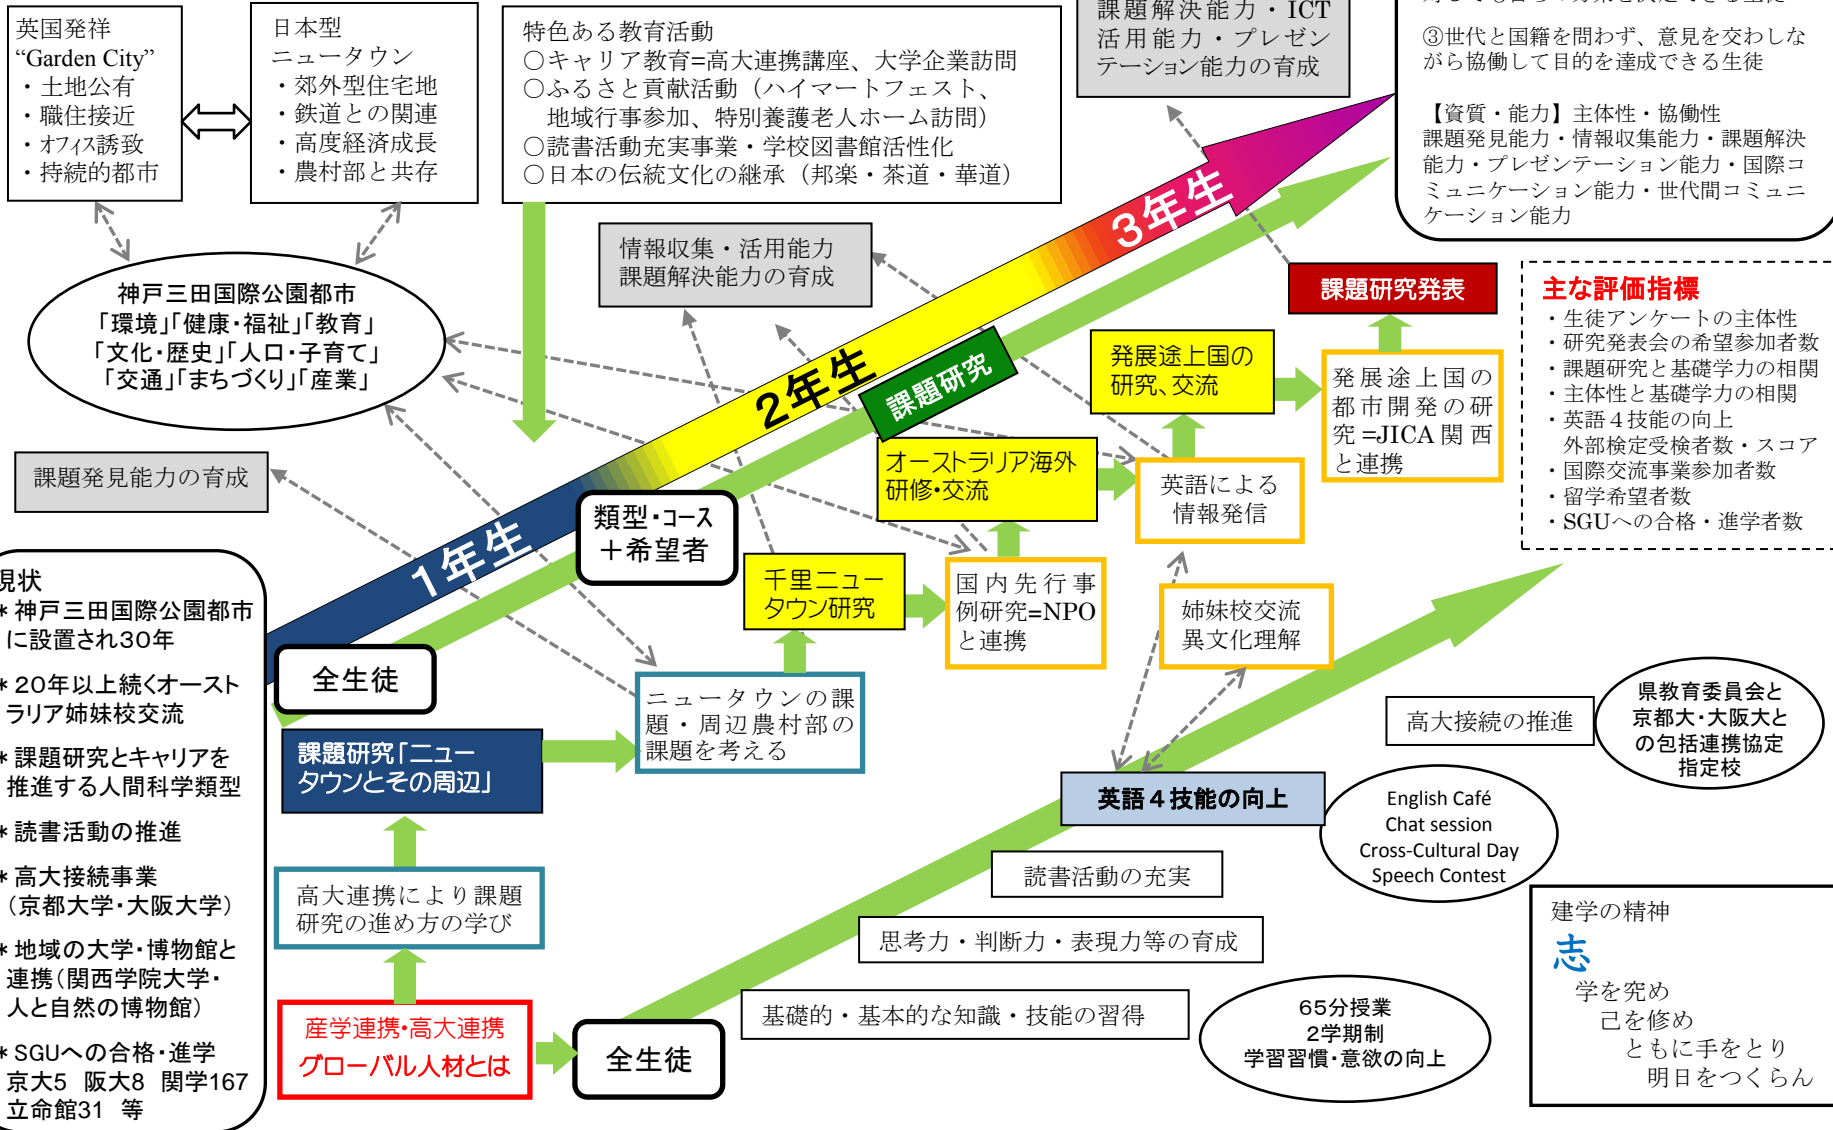 英国発祥
“Garden City”
・土地公有
・職住接近
・オフィス誘致
・持続的都市
日本型
ニュータウン
・郊外型住宅地
・鉄道との関連
・高度経済成長
・農村部と共存
特色ある教育活動
○キャリア教育=高大連携講座、大学企業訪問
○ふるさと貢献活動（ハイマートフェスト、
地域行事参加、特別養護老人ホーム訪問）
○読書活動充実事業・学校図書館活性化
○日本の伝統文化の継承（邦楽・茶道・華道）
課題解決能力・ICT
活用能力・プレゼン
テーション能力の育成
③世代と国籍を問わず、意見を交わしな
がら協働して目的を達成できる生徒
【資質・能力】主体性・協働性
課題発見能力・情報収集能力・課題解決
能力・プレゼンテーション能力・国際コ
ミュニケーション能力・世代間コミュニ
ケーション能力
神戸三田国際公園都市
「環境」「健康・福祉」「教育」
「文化・歴史」「人口・子育て」
「交通」「まちづくり」「産業」
情報収集・活用能力
課題解決能力の育成
3年生
2年生
1年生
課題研究
課題研究発表
発展途上国の
研究、交流
発展途上国の
都市開発の研
究=JICA関西
と連携
主な評価指標
・生徒アンケートの主体性
・研究発表会の希望参加者数
・課題研究と基礎学力の相関
・主体性と基礎学力の相関
・英語４技能の向上
外部検定受検者数・スコア
・国際交流事業参加者数
・留学希望者数
・SGUへの合格・進学者数
課題発見能力の育成
オーストラリア海外
研修・交流
英語による
情報発信
類型・コース
＋希望者
千里ニュー
タウン研究
国内先行事
例研究=NPO
と連携
姉妹校交流
異文化理解
現状
＊神戸三田国際公園都市
に設置され30年
＊20年以上続くオースト
ラリア姉妹校交流
＊課題研究とキャリアを
推進する人間科学類型
＊読書活動の推進
＊高大接続事業
（京都大学・大阪大学）
＊地域の大学・博物館と
連携（関西学院大学・
人と自然の博物館）
＊SGUへの合格・進学
京大5 阪大8 関学167
立命館31 等
全生徒
課題研究「ニュー
タウンとその周辺」
ニュータウンの課
題・周辺農村部の
課題を考える
高大連携により課題
研究の進め方の学び
産学連携・高大連携
グローバル人材とは
全生徒
英語４技能の向上
English Café
Chat session
Cross-Cultural Day
Speech Contest
高大接続の推進
県教育委員会と
京都大・大阪大と
の包括連携協定
指定校
読書活動の充実
思考力・判断力・表現力等の育成
基礎的・基本的な知識・技能の習得
65分授業
2学期制
学習習慣・意欲の向上
建学の精神
志
学を究め
己を修め
ともに手をとり
明日をつくらん